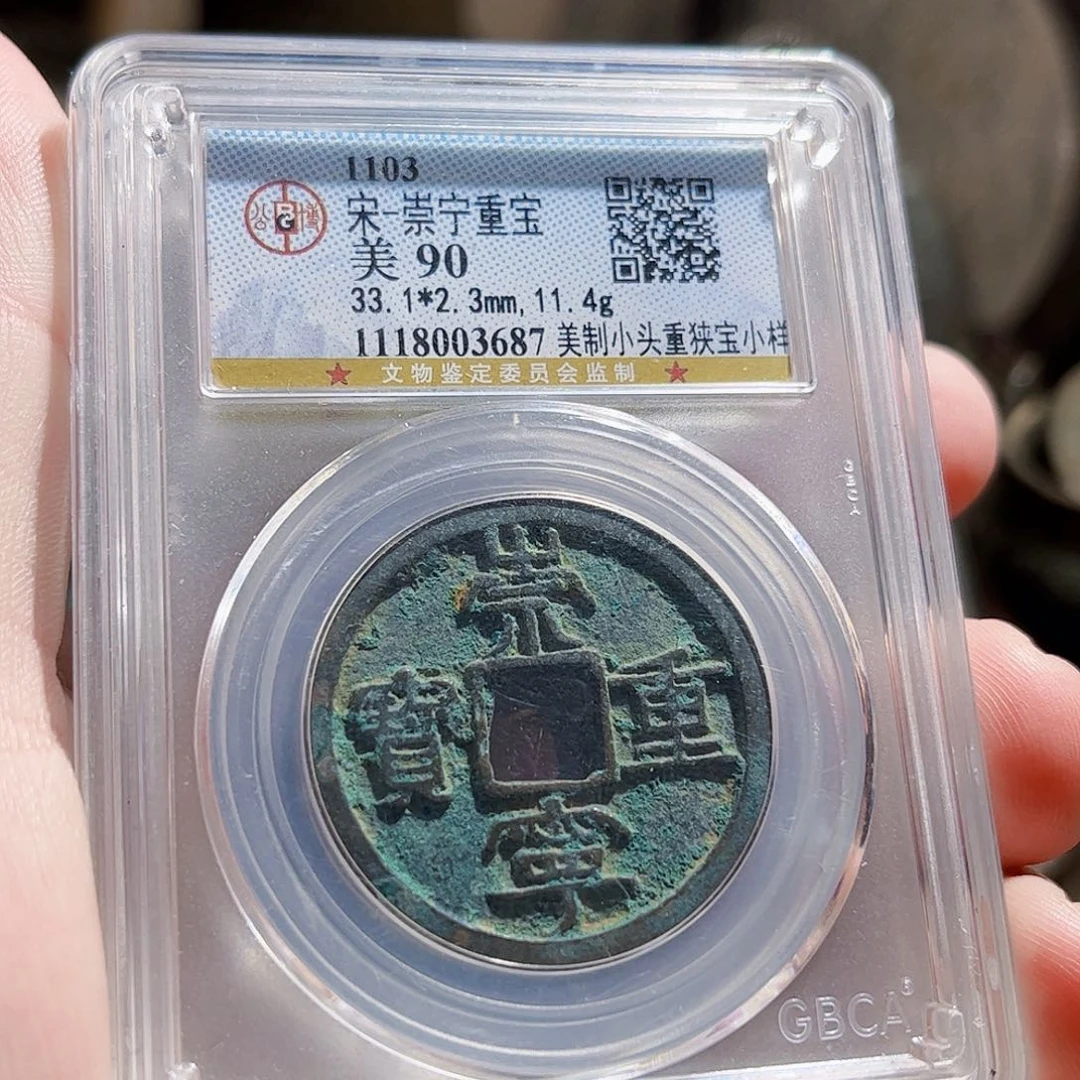 1103
公 博
宋-崇宁重宝
美 90
33.1*2.3mm,11.4g
1118003687 美制小头重狭宝小样
★ 文物鉴定委员会监制 ★
崇
寶 重
寧
GBCA